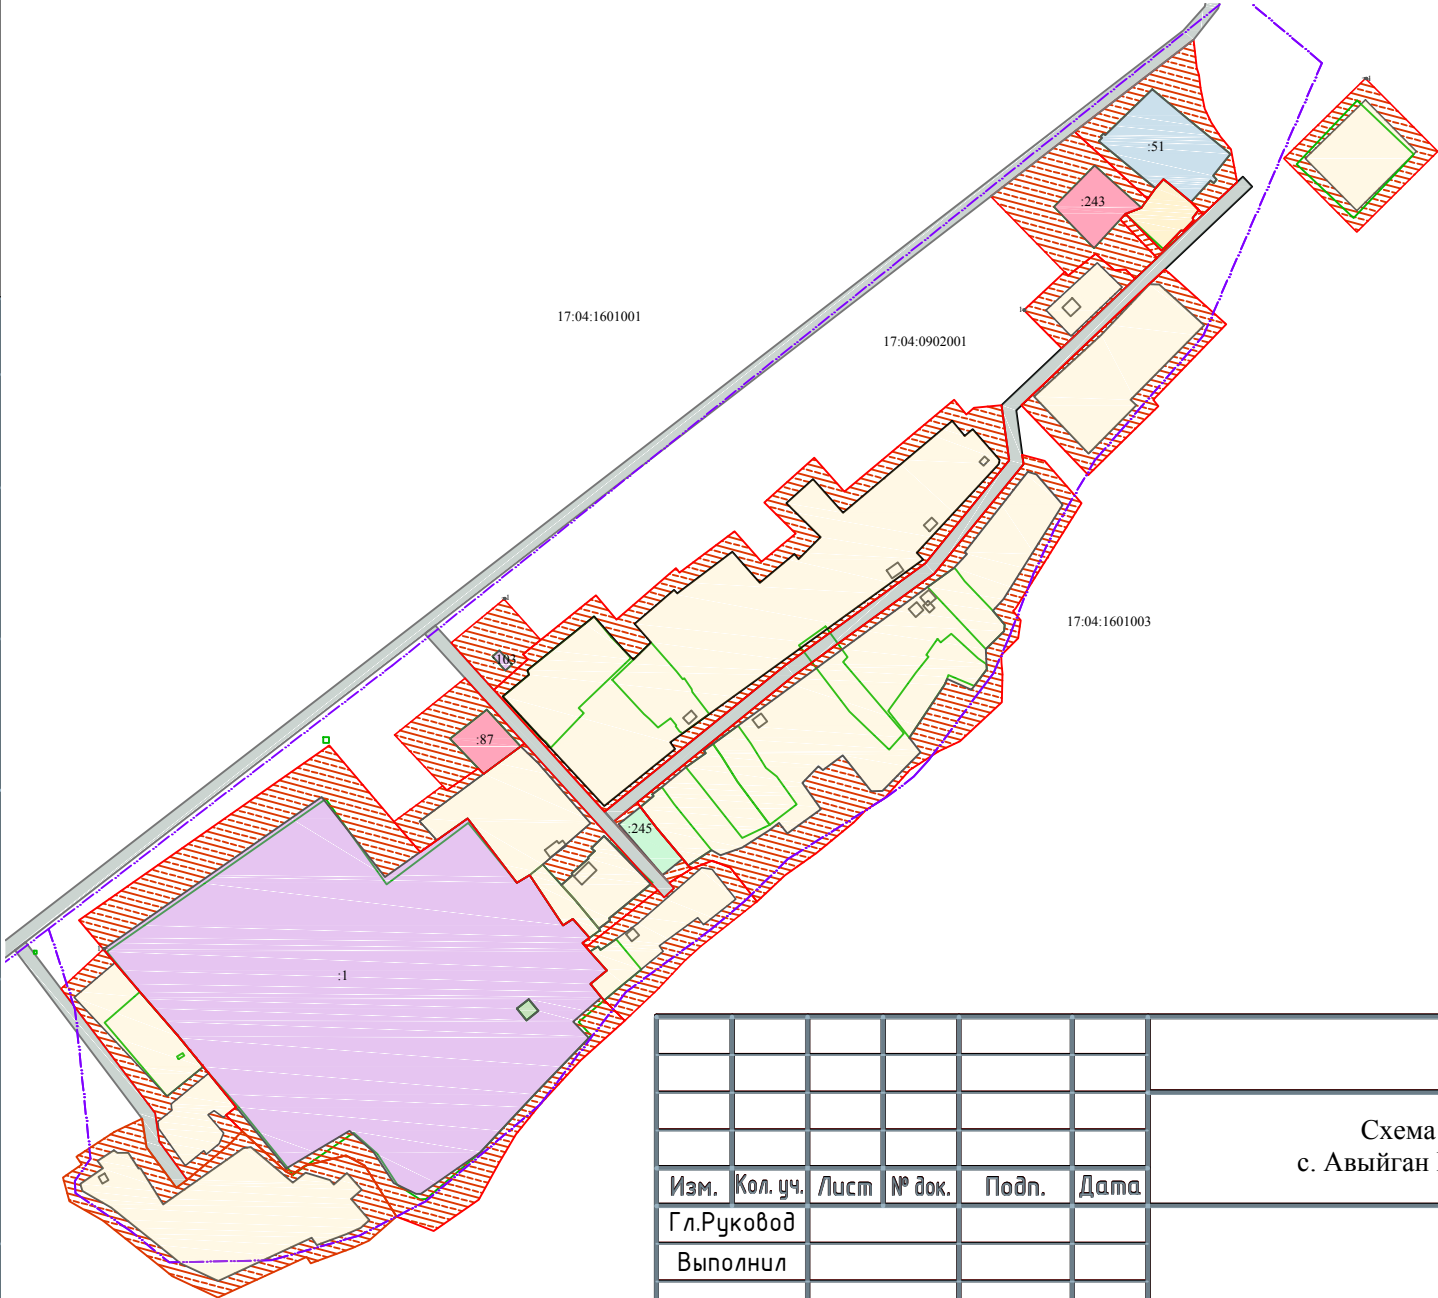 :51
:243
17:04:1601001
17:04:0902001
17:04:1601003
103
:87
:245
:1
Схема
с. Авыйган
Изм. Кол. уч. Лист № док. Подп. Дата
Гл.Руковод
Выполнил